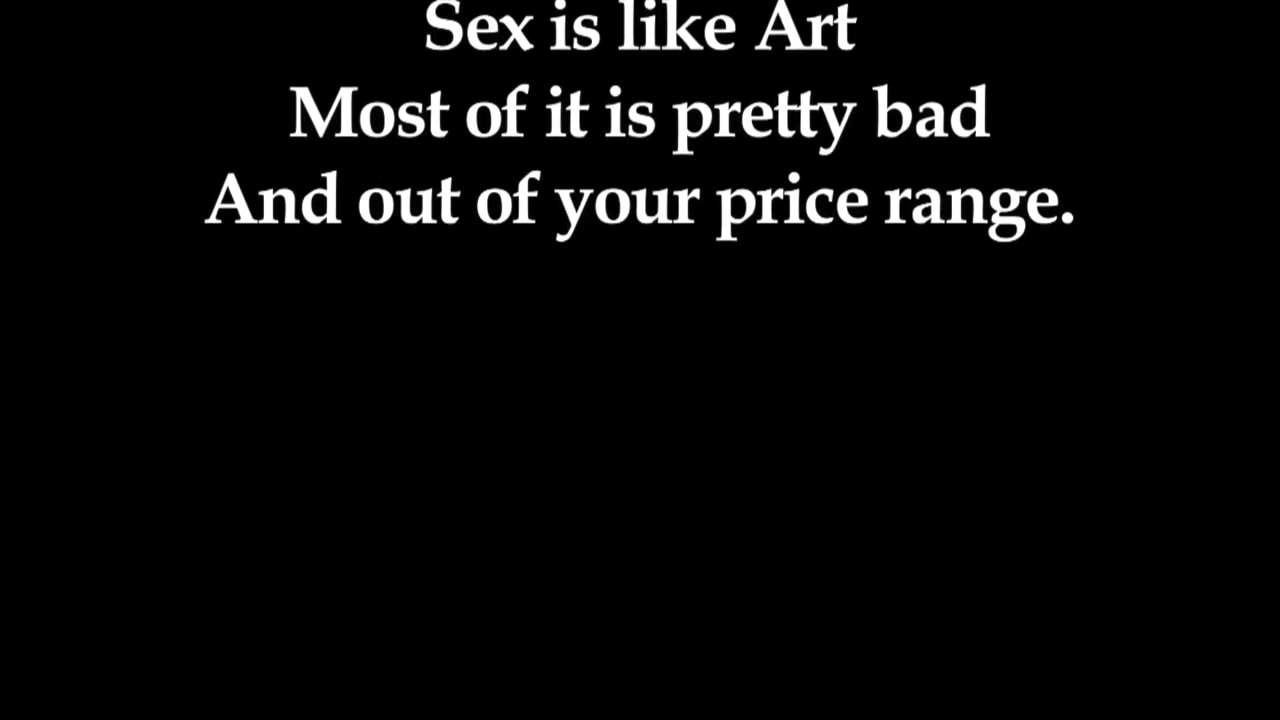 Sex is like Art
Most of it is pretty bad
And out of your price range.